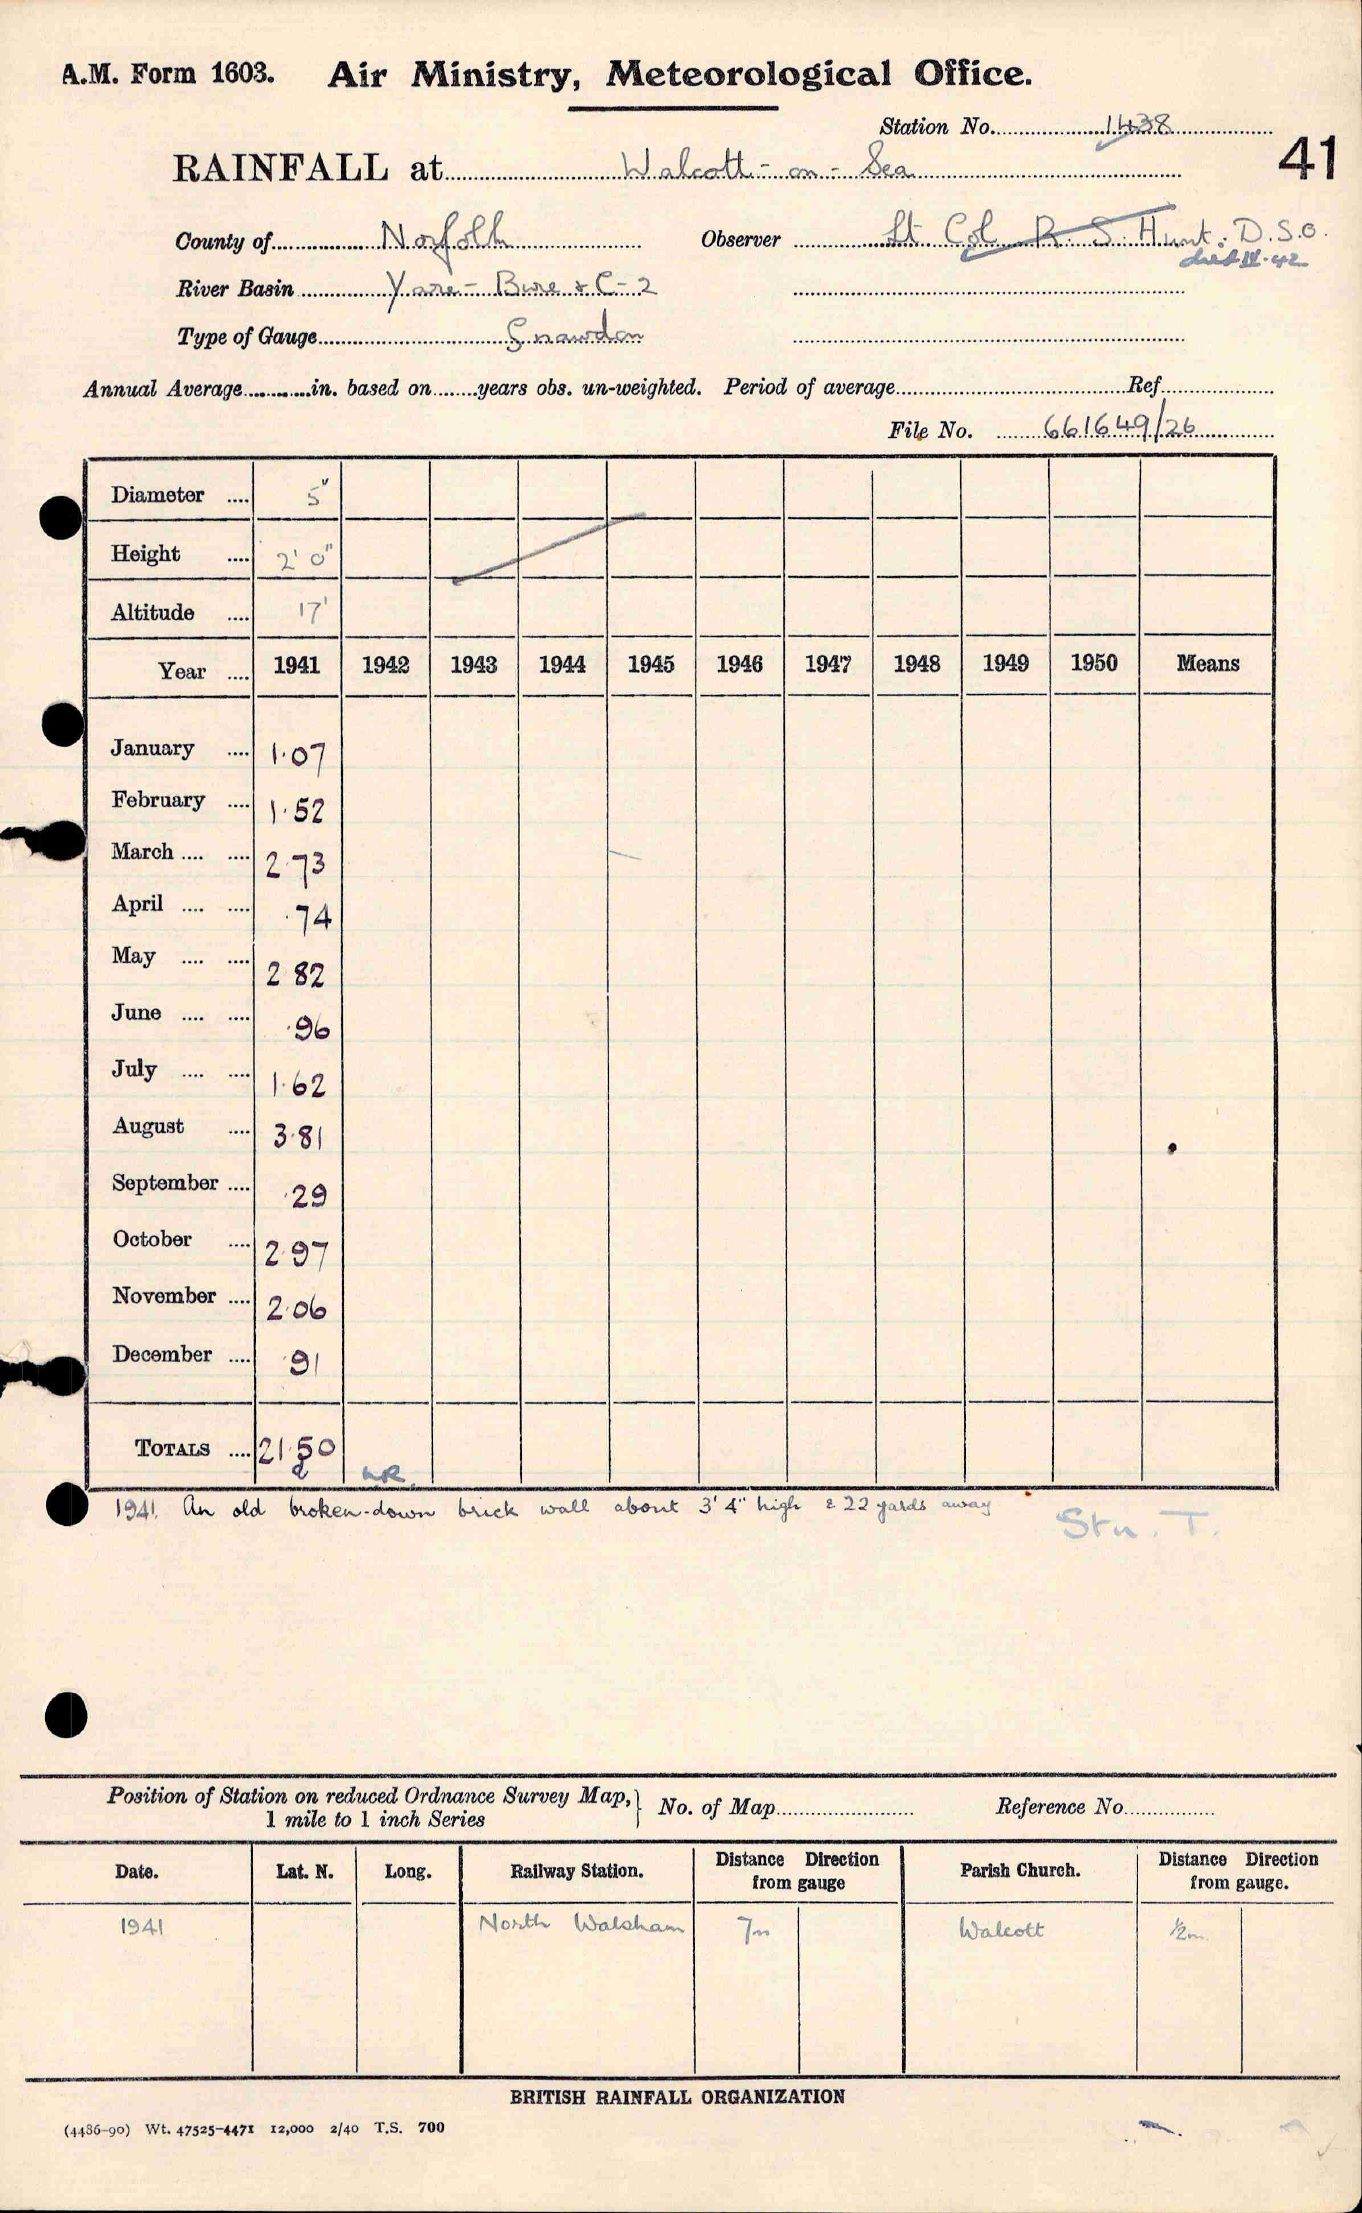 A.M. Form 1603. Air Ministry, Meteorological Office.
Station No. 1438
41
RAINFALL at Walcott-on-Sea
County of Norfolk Observer Lt Col R. S. Hunt. D.S.O.
died IV.42
River Basin Yare-Bure & C-2
Type of Gauge Snowdon
Annual Average..........in. based on.......years obs. un-weighted. Period of average.......... Ref..........
File No. 661649/26
Diameter .... 5"
Height .... 2' 0"
Altitude .... 17'
Year .... 1941 1942 1943 1944 1945 1946 1947 1948 1949 1950 Means
January .... 1.07
February .... 1.52
March .... .... 2.73
April .... .... .74
May .... .... 2 82
June .... .... .96
July .... .... 1.62
August .... 3.81
September .... .29
October .... 2.97
November .... 2.06
December .... .91
TOTALS .... 21.50
1941. An old broken-down brick wall about 3' 4" high & 22 yards away
Stn. T.
Position of Station on reduced Ordnance Survey Map, No. of Map.......... Reference No..........
1 mile to 1 inch Series
Date. Lat. N. Long. Railway Station. Distance Direction from gauge Parish Church. Distance Direction from gauge.
1941 North Walsham 7m Walcott ½m
BRITISH RAINFALL ORGANIZATION
(4486-90) Wt. 47525-4471 12,000 2/40 T.S. 700